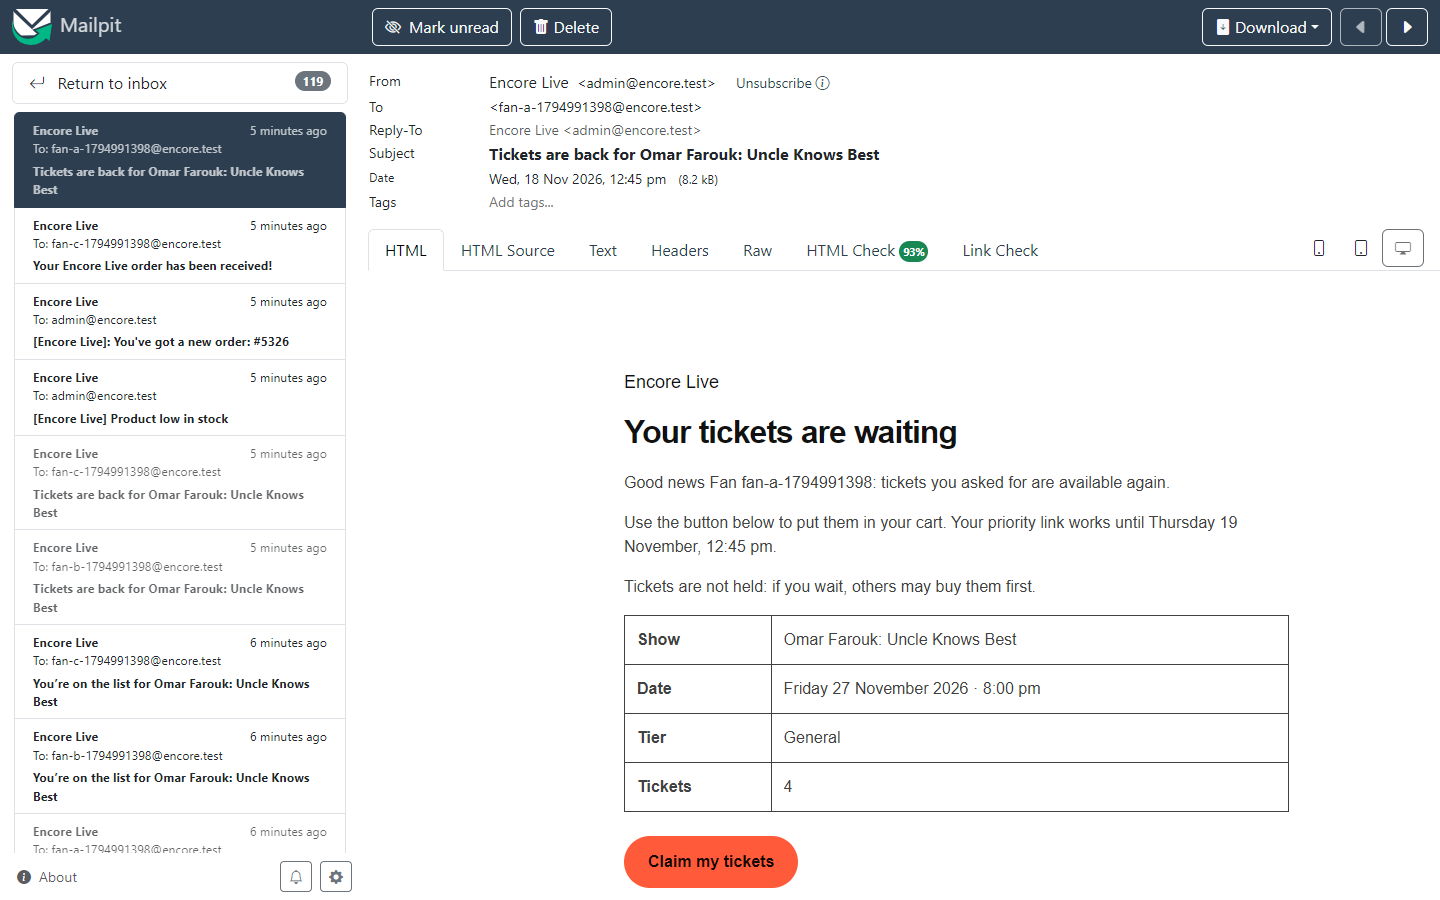 Mailpit
Mark unread
Delete
Download
Return to inbox
119
Encore Live
5 minutes ago
To: fan-a-1794991398@encore.test
Tickets are back for Omar Farouk: Uncle Knows
Best
Encore Live
5 minutes ago
To: fan-c-1794991398@encore.test
Your Encore Live order has been received!
Encore Live
5 minutes ago
To: admin@encore.test
[Encore Live]: You've got a new order: #5326
Encore Live
5 minutes ago
To: admin@encore.test
[Encore Live] Product low in stock
Encore Live
5 minutes ago
To: fan-c-1794991398@encore.test
Tickets are back for Omar Farouk: Uncle Knows
Best
Encore Live
5 minutes ago
To: fan-b-1794991398@encore.test
Tickets are back for Omar Farouk: Uncle Knows
Best
Encore Live
6 minutes ago
To: fan-c-1794991398@encore.test
You’re on the list for Omar Farouk: Uncle Knows
Best
Encore Live
6 minutes ago
To: fan-b-1794991398@encore.test
You’re on the list for Omar Farouk: Uncle Knows
Best
Encore Live
6 minutes ago
To: fan-a-1794991398@encore.test
About
From
Encore Live <admin@encore.test> Unsubscribe
To
<fan-a-1794991398@encore.test>
Reply-To
Encore Live <admin@encore.test>
Subject
Tickets are back for Omar Farouk: Uncle Knows Best
Date
Wed, 18 Nov 2026, 12:45 pm (8.2 kB)
Tags
Add tags...
HTML
HTML Source
Text
Headers
Raw
HTML Check 93%
Link Check
Encore Live
Your tickets are waiting
Good news Fan fan-a-1794991398: tickets you asked for are available again.
Use the button below to put them in your cart. Your priority link works until Thursday 19
November, 12:45 pm.
Tickets are not held: if you wait, others may buy them first.
Show
Omar Farouk: Uncle Knows Best
Date
Friday 27 November 2026 · 8:00 pm
Tier
General
Tickets
4
Claim my tickets